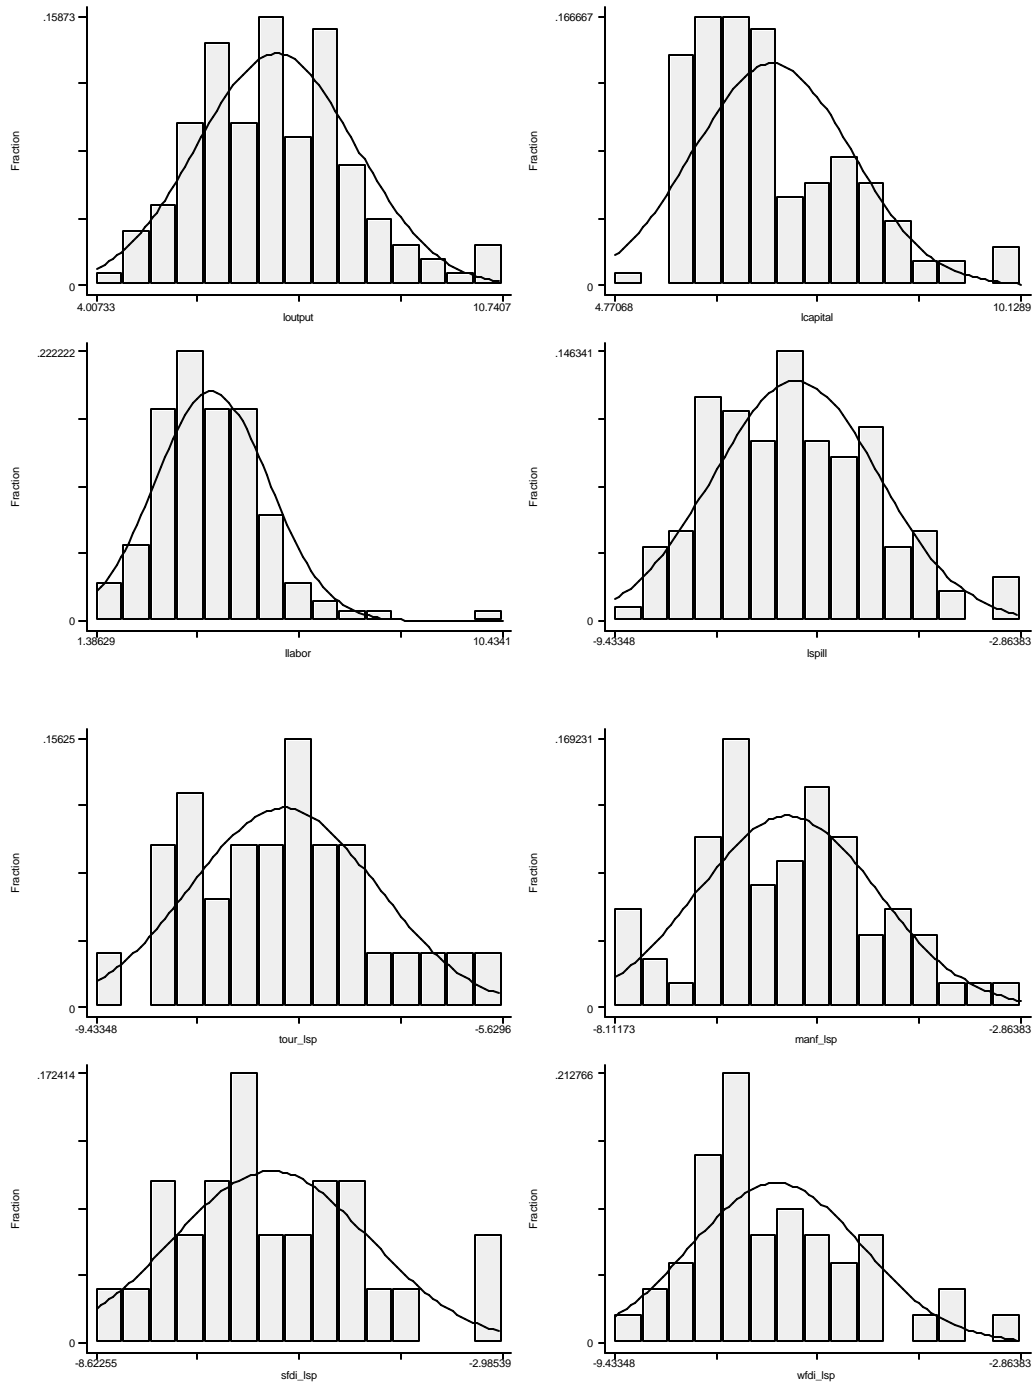 .15873
Fraction
0
4.00733
10.7407
loutput
.166667
Fraction
0
4.77068
10.1289
lcapital
.222222
Fraction
0
1.38629
10.4341
llabor
.146341
Fraction
0
-9.43348
-2.86383
lspill
.15625
Fraction
0
-9.43348
-5.6296
tour_lsp
.169231
Fraction
0
-8.11173
-2.86383
manf_lsp
.172414
Fraction
0
-8.62255
-2.98539
sfdi_lsp
.212766
Fraction
0
-9.43348
-2.86383
wfdi_lsp